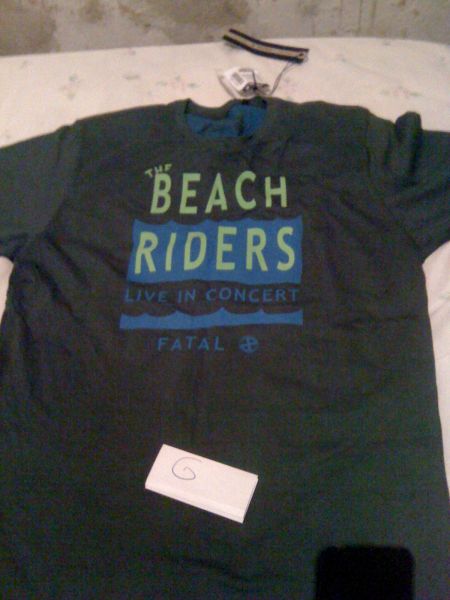 THE
BEACH
RIDERS
LIVE IN CONCERT
FATAL
G